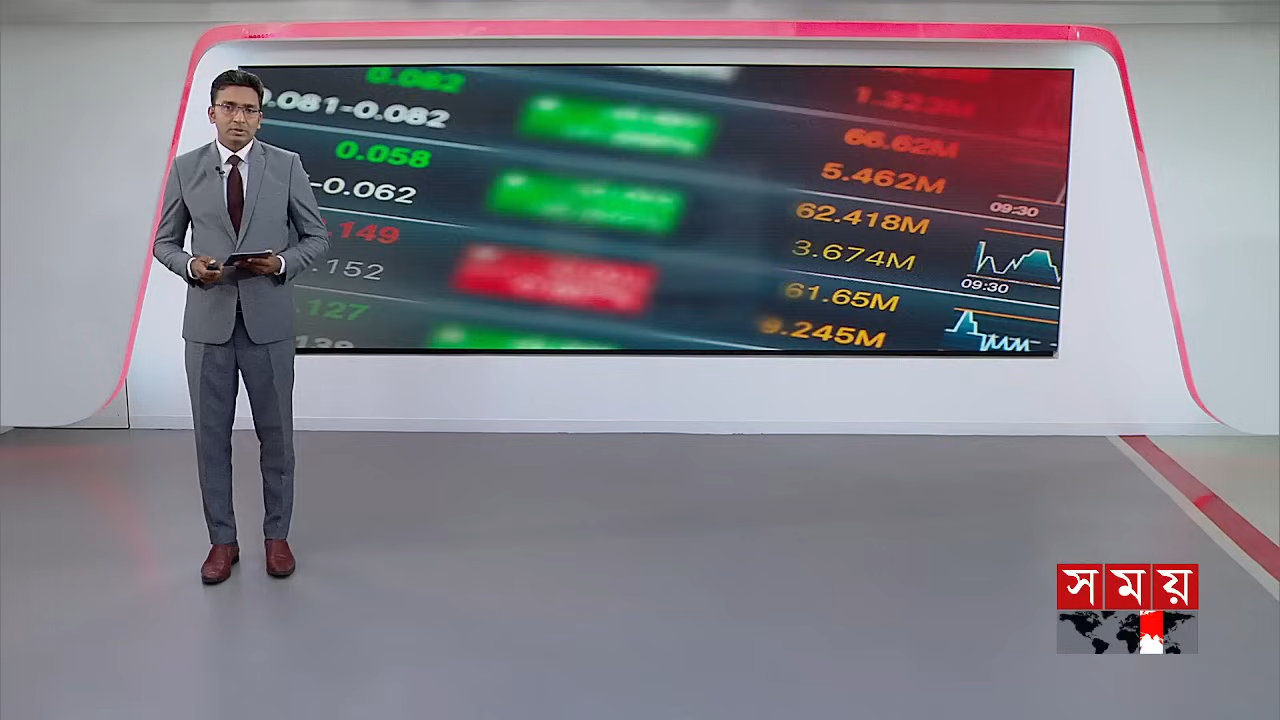 0.062
1.323M
0.081-0.082
66.62M
0.058
5.462M
-0.062
62.418M
09:30
.149
3.674M
.152
09:30
61.65M
.127
9.245M
সময়